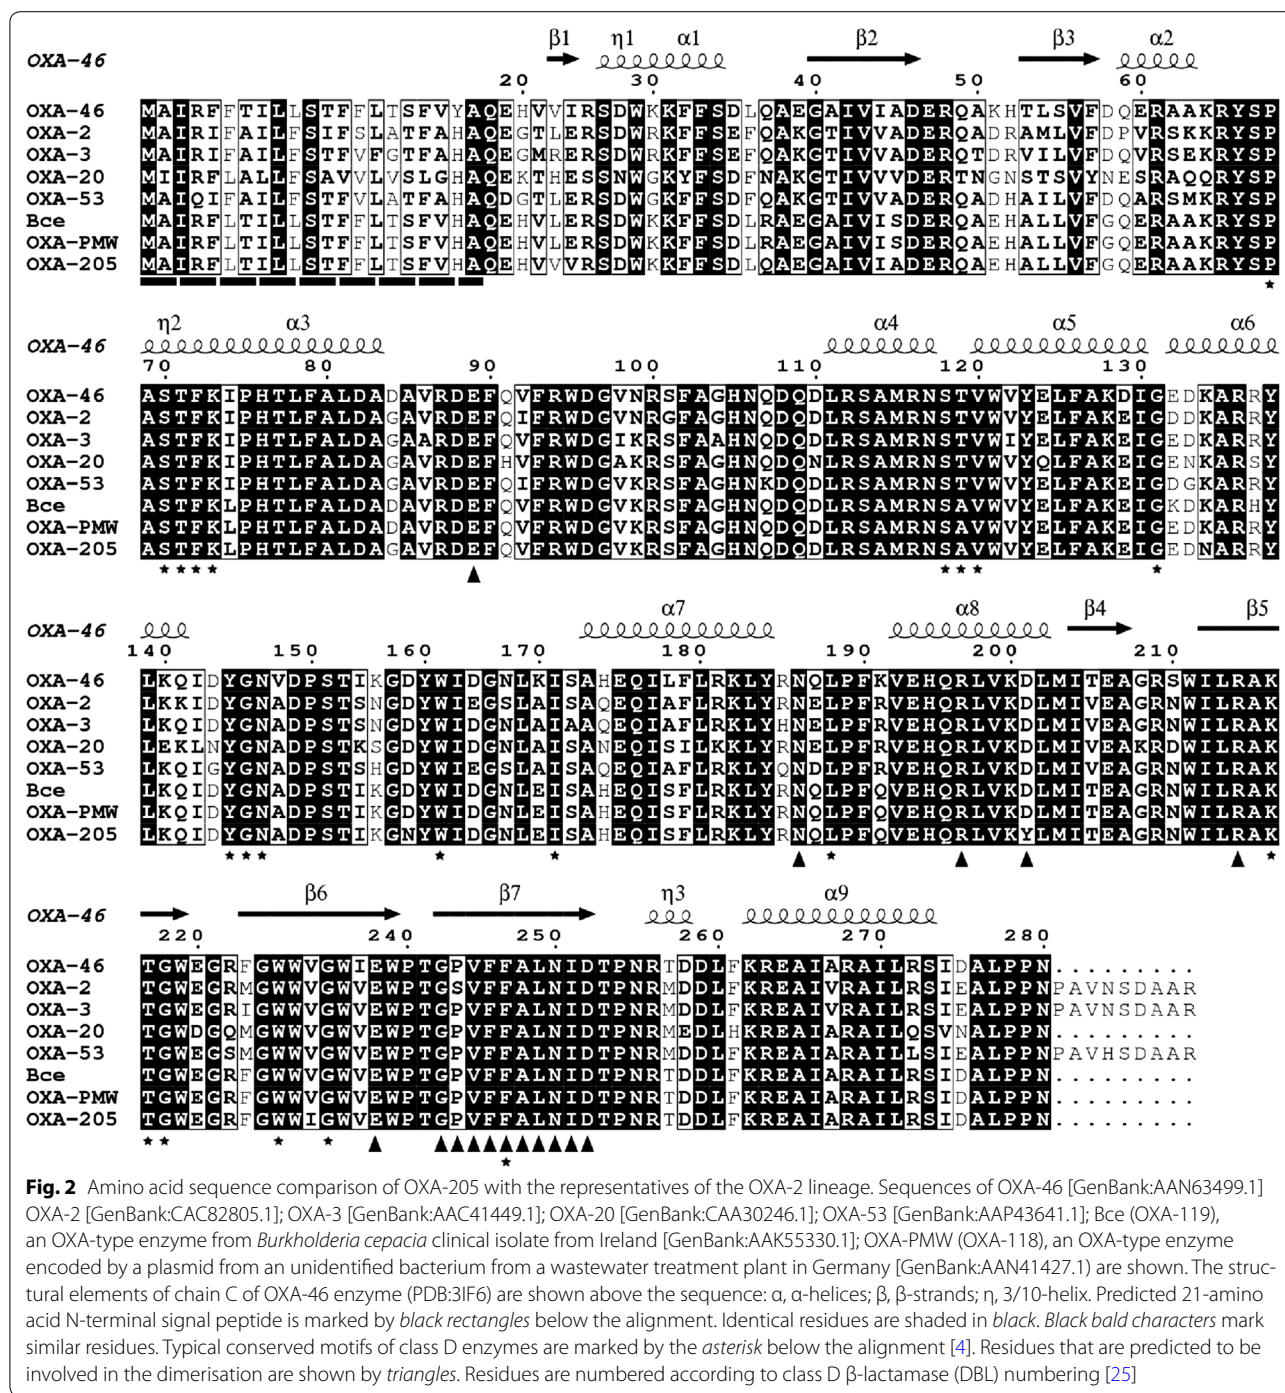 β1 η1 α1 β2 β3 α2
OXA-46
20 30 40 50 60
OXA-46 MAIRFFTILLSTFFLTSFVYAQEHVVIRSDWKKFFSDLQAEGAIVIADERQAKHTLSVFDQERAAKRYSP
OXA-2 MAIRIFAILFSIFSLATFAHAQEGTLERSDWRKFFSEFQAKGTIVVADERQADRAMLVFDPVRSKKRYSP
OXA-3 MAIRIFAILFSTFVFGTFAHAQEGMRERSDWRKFFSEFQAKGTIVVADERQTDRVILVFDQVRSEKRYSP
OXA-20 MIIRFLALLFSAVVLVSLGHAQEKTHESSNWGKYFSDFNAKGTIVVVDERTNGNSTSVYNESRAQQRYSP
OXA-53 MAIQIFAILFSTFVLATFAHAQDGTLERSDWGKFFSDFQAKGTIVVADERQADHAILVFDQARSMKRYSP
Bce MAIRFLTILLSTFFLTSFVHAQEHVLERSDWKKFFSDLRAEGAIVISDERQAEHALLVFGQERAAKRYSP
OXA-PMW MAIRFLTILLSTFFLTSFVHAQEHVLERSDWKKFFSDLRAEGAIVISDERQAEHALLVFGQERAAKRYSP
OXA-205 MAIRFLTILLSTFFLTSFVHAQEHVVVRSDWKKFFSDLQAEGAIVIADERQAEHALLVFGQERAAKRYSP
η2 α3 α4 α5 α6
OXA-46
70 80 90 100 110 120 130
OXA-46 ASTFKIPHTLFALDADAVRDEFQVFRWDGVNRSFAGHNQDQDLRSAMRNSTVWVYELFAKDIGEDKARRY
OXA-2 ASTFKIPHTLFALDAGAVRDEFQIFRWDGVNRGFAGHNQDQDLRSAMRNSTVWVYELFAKEIGDDKARRY
OXA-3 ASTFKIPHTLFALDAGAARDEFQVFRWDGIKRSFAAHNQDQDLRSAMRNSTVWIYELFAKEIGEDKARRY
OXA-20 ASTFKIPHTLFALDAGAVRDEFHVFRWDGAKRSFAGHNQDQNLRSAMRNSTVWVYQLFAKEIGENKARSY
OXA-53 ASTFKIPHTLFALDAGAVRDEFQIFRWDGVKRSFAGHNKDQDLRSAMRNSTVWVYELFAKEIGDGKARRY
Bce ASTFKLPHTLFALDADAVRDEFQVFRWDGVKRSFAGHNQDQDLRSAMRNSAVWVYELFAKEIGKDKARHY
OXA-PMW ASTFKLPHTLFALDADAVRDEFQVFRWDGVKRSFAGHNQDQDLRSAMRNSAVWVYELFAKEIGEDKARRY
OXA-205 ASTFKLPHTLFALDAGAVRDEFQVFRWDGVKRSFAGHNQDQDLRSAMRNSAVWVYELFAKEIGEDNARRY
α7 α8 β4 β5
OXA-46
140 150 160 170 180 190 200 210
OXA-46 LKQIDYGNVDPSTIKGDYWIDGNLKISAHEQILFLRKLYRNQLPFKVEHQRLVKDLMITEAGRSWILRAK
OXA-2 LKKIDYGNADPSTSNGDYWIEGSLAISAQEQIAFLRKLYRNELPFRVEHQRLVKDLMIVEAGRNWILRAK
OXA-3 LKQIDYGNADPSTSNGDYWIDGNLAIAAQEQIAFLRKLYHNELPFRVEHQRLVKDLMIVEAGRNWILRAK
OXA-20 LEKLNYGNADPSTKSGDYWIDGNLAISANEQISILKKLYRNELPFRVEHQRLVKDLMIVEAKRDWILRAK
OXA-53 LKQIGYGNADPSTSHGDYWIEGSLAISAQEQIAFLRKLYQNDLPFRVEHQRLVKDLMIVEAGRNWILRAK
Bce LKQIDYGNADPSTIKGDYWIDGNLEISAHEQISFLRKLYRNQLPFQVEHQRLVKDLMITEAGRNWILRAK
OXA-PMW LKQIDYGNADPSTIKGDYWIDGNLEISAHEQISFLRKLYRNQLPFQVEHQRLVKDLMITEAGRNWILRAK
OXA-205 LKQIDYGNADPSTIKGNYWIDGNLEISAHEQISFLRKLYRNQLPFQVEHQRLVKYLMITEAGRNWILRAK
β6 β7 η3 α9
OXA-46
220 240 250 260 270 280
OXA-46 TGWEGRFGWWVGWIEWPTGPVFFALNIDTPNRTDDLFKREAIARAILRSIDALPPN.........
OXA-2 TGWEGRMGWWVGWVEWPTGSVFFALNIDTPNRMDDLFKREAIVRAILRSIEALPPNPAVNSDAAR
OXA-3 TGWEGRIGWWVGWVEWPTGPVFFALNIDTPNRMDDLFKREAIVRAILRSIEALPPNPAVNSDAAR
OXA-20 TGWDGQMGWWVGWVEWPTGPVFFALNIDTPNRMEDLHKREAIARAILQSVNALPPN.........
OXA-53 TGWEGSMGWWVGWVEWPTGPVFFALNIDTPNRMDDLFKREAIARAILLSIEALPPNPAVHSDAAR
Bce TGWEGRFGWWVGWVEWPTGPVFFALNIDTPNRTDDLFKREAIARAILRSIDALPPN.........
OXA-PMW TGWEGRFGWWVGWVEWPTGPVFFALNIDTPNRTDDLFKREAIARAILRSIDALPPN.........
OXA-205 TGWEGRFGWWIGWVEWPTGPVFFALNIDTPNRTDDLFKREAIARAILRSIDALPPN.........
Fig. 2 Amino acid sequence comparison of OXA-205 with the representatives of the OXA-2 lineage. Sequences of OXA-46 [GenBank:AAN63499.1]
OXA-2 [GenBank:CAC82805.1]; OXA-3 [GenBank:AAC41449.1]; OXA-20 [GenBank:CAA30246.1]; OXA-53 [GenBank:AAP43641.1]; Bce (OXA-119),
an OXA-type enzyme from Burkholderia cepacia clinical isolate from Ireland [GenBank:AAK55330.1]; OXA-PMW (OXA-118), an OXA-type enzyme
encoded by a plasmid from an unidentified bacterium from a wastewater treatment plant in Germany [GenBank:AAN41427.1) are shown. The struc-
tural elements of chain C of OXA-46 enzyme (PDB:3IF6) are shown above the sequence: α, α-helices; β, β-strands; η, 3/10-helix. Predicted 21-amino
acid N-terminal signal peptide is marked by black rectangles below the alignment. Identical residues are shaded in black. Black bald characters mark
similar residues. Typical conserved motifs of class D enzymes are marked by the asterisk below the alignment [4]. Residues that are predicted to be
involved in the dimerisation are shown by triangles. Residues are numbered according to class D β-lactamase (DBL) numbering [25]